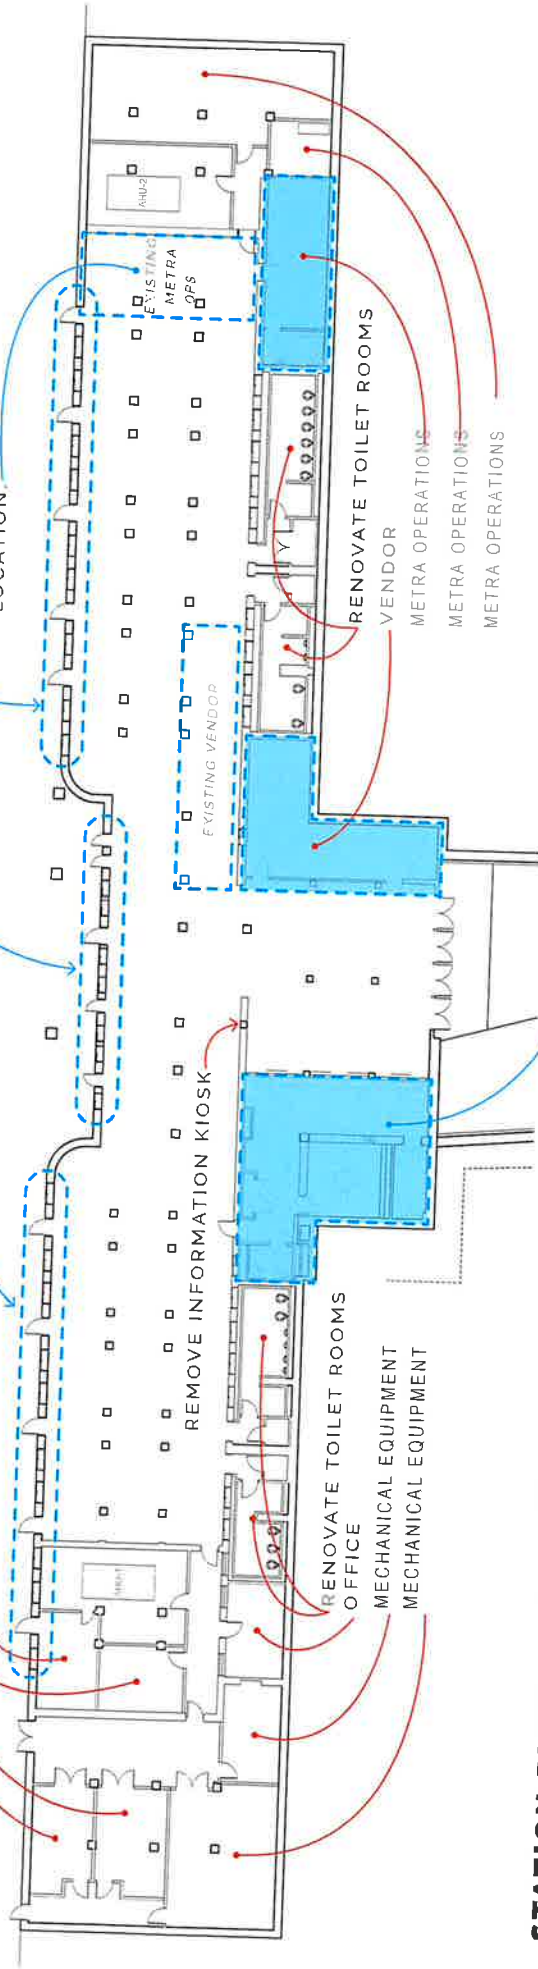 LOCATION.
AHU-2
EXISTING
METRA
OPS
EXISTING VENDOR
RENOVATE TOILET ROOMS
VENDOR
METRA OPERATIONS
METRA OPERATIONS
METRA OPERATIONS
REMOVE INFORMATION KIOSK
RENOVATE TOILET ROOMS
OFFICE
MECHANICAL EQUIPMENT
MECHANICAL EQUIPMENT
STATION